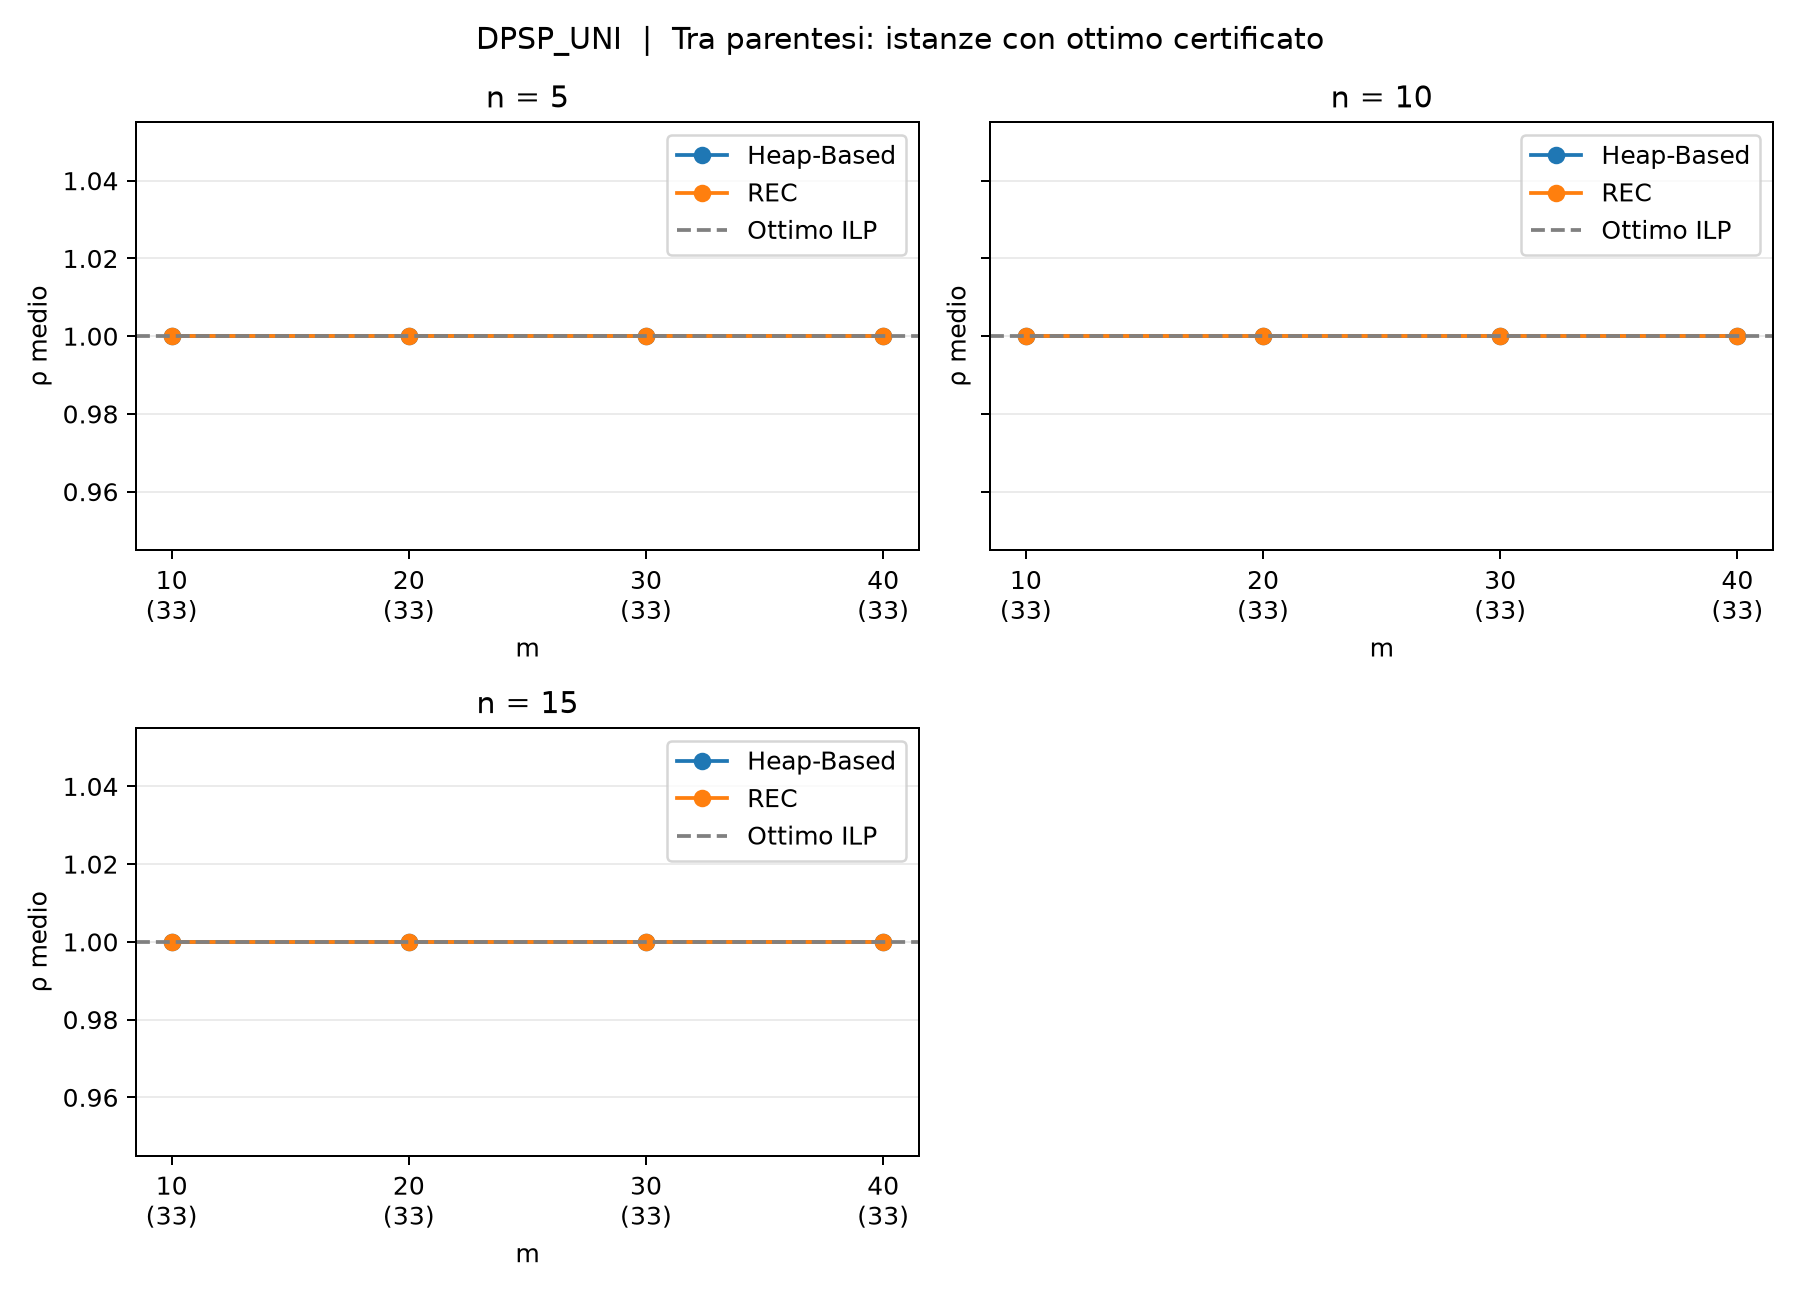 DPSP_UNI | Tra parentesi: istanze con ottimo certificato
n = 5
Heap-Based
REC
Ottimo ILP
ρ medio
1.04
1.02
1.00
0.98
0.96
10 20 30 40
(33) (33) (33) (33)
m
n = 10
Heap-Based
REC
Ottimo ILP
ρ medio
10 20 30 40
(33) (33) (33) (33)
m
n = 15
Heap-Based
REC
Ottimo ILP
ρ medio
1.04
1.02
1.00
0.98
0.96
10 20 30 40
(33) (33) (33) (33)
m